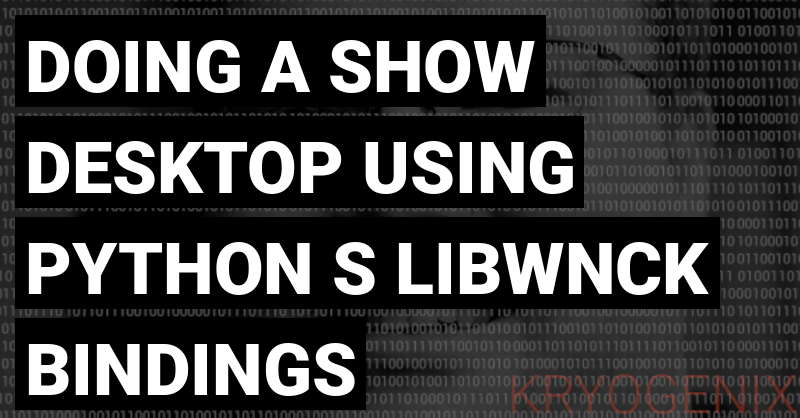 DOING A SHOW
DESKTOP USING
PYTHON S LIBWNCK
BINDINGS
KRYOGENIX